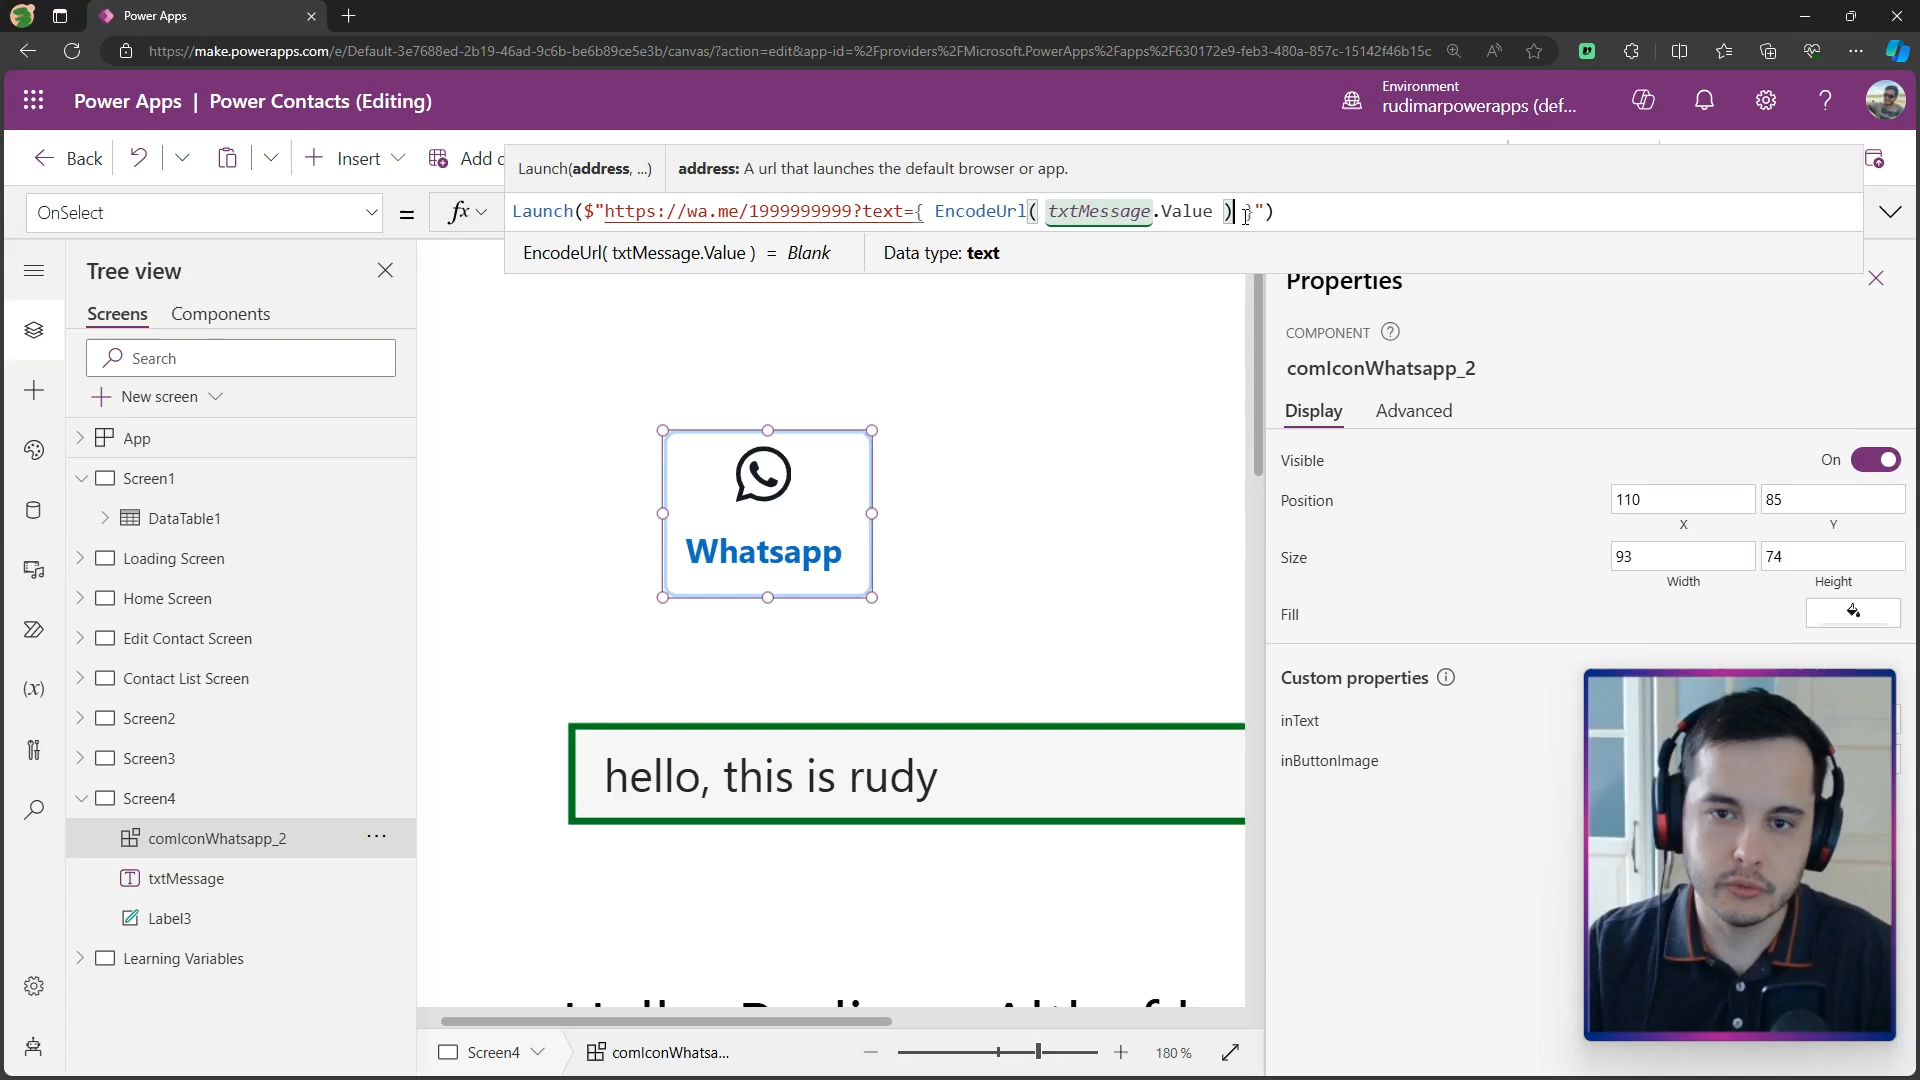 Power Apps
https://make.powerapps.com/e/Default-3e7688ed-2b19-46ad-9c6b-be6b89ce5e3b/canvas/?action=edit&app-id=%2Fproviders%2FMicrosoft.PowerApps%2Fapps%2F630172e9-feb3-480a-857c-15142f46b15c
Power Apps | Power Contacts (Editing)
Environment
rudimarpowerapps (def...
Back
Insert
Add
Launch(address, ...)
address: A url that launches the default browser or app.
OnSelect
=
fx
Launch($"https://wa.me/1999999999?text={ EncodeUrl( txtMessage.Value ) }")
EncodeUrl( txtMessage.Value ) = Blank
Data type: text
Tree view
Screens
Components
Search
New screen
App
Screen1
DataTable1
Loading Screen
Home Screen
Edit Contact Screen
Contact List Screen
Screen2
Screen3
Screen4
comIconWhatsapp_2
txtMessage
Label3
Learning Variables
Whatsapp
hello, this is rudy
Properties
COMPONENT
comIconWhatsapp_2
Display
Advanced
Visible
On
Position
110
85
X
Y
Size
93
74
Width
Height
Fill
Custom properties
inText
inButtonImage
Screen4
comIconWhatsa...
180 %